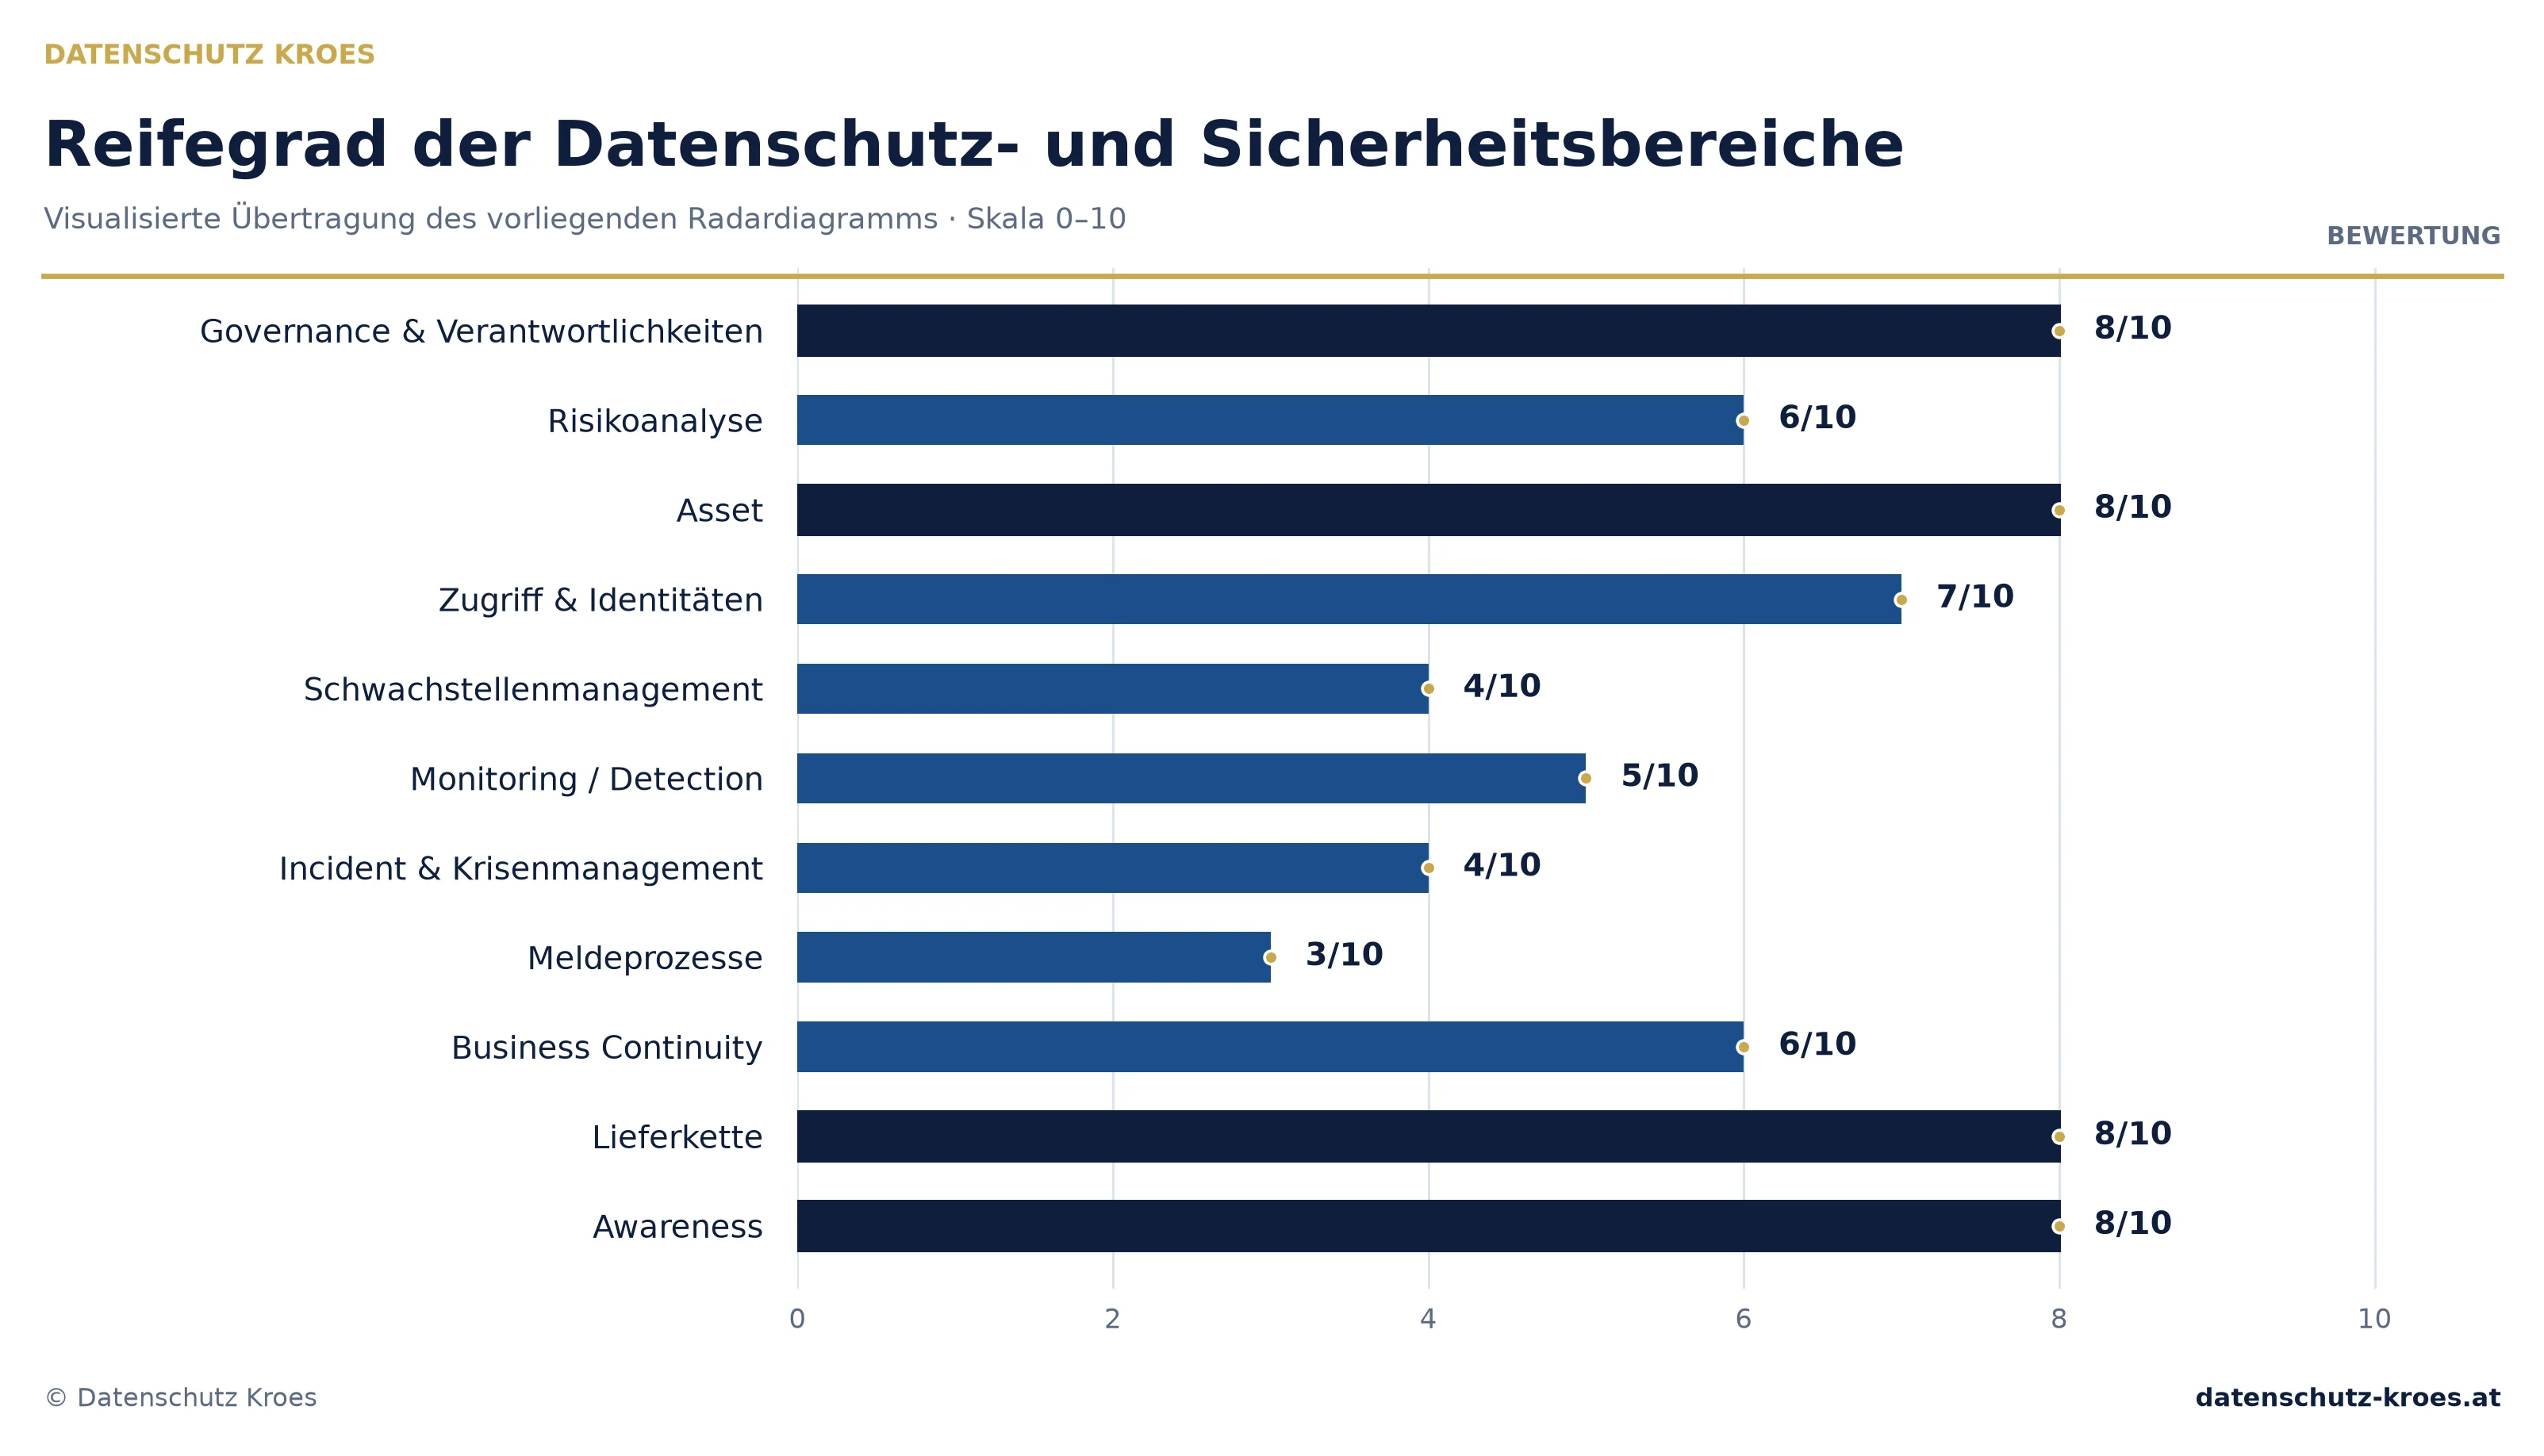 DATENSCHUTZ KROES
Reifegrad der Datenschutz- und Sicherheitsbereiche
Visualisierte Übertragung des vorliegenden Radardiagramms · Skala 0–10
BEWERTUNG
Governance & Verantwortlichkeiten 8/10
Risikoanalyse 6/10
Asset 8/10
Zugriff & Identitäten 7/10
Schwachstellenmanagement 4/10
Monitoring / Detection 5/10
Incident & Krisenmanagement 4/10
Meldeprozesse 3/10
Business Continuity 6/10
Lieferkette 8/10
Awareness 8/10
0 2 4 6 8 10
© Datenschutz Kroes
datenschutz-kroes.at